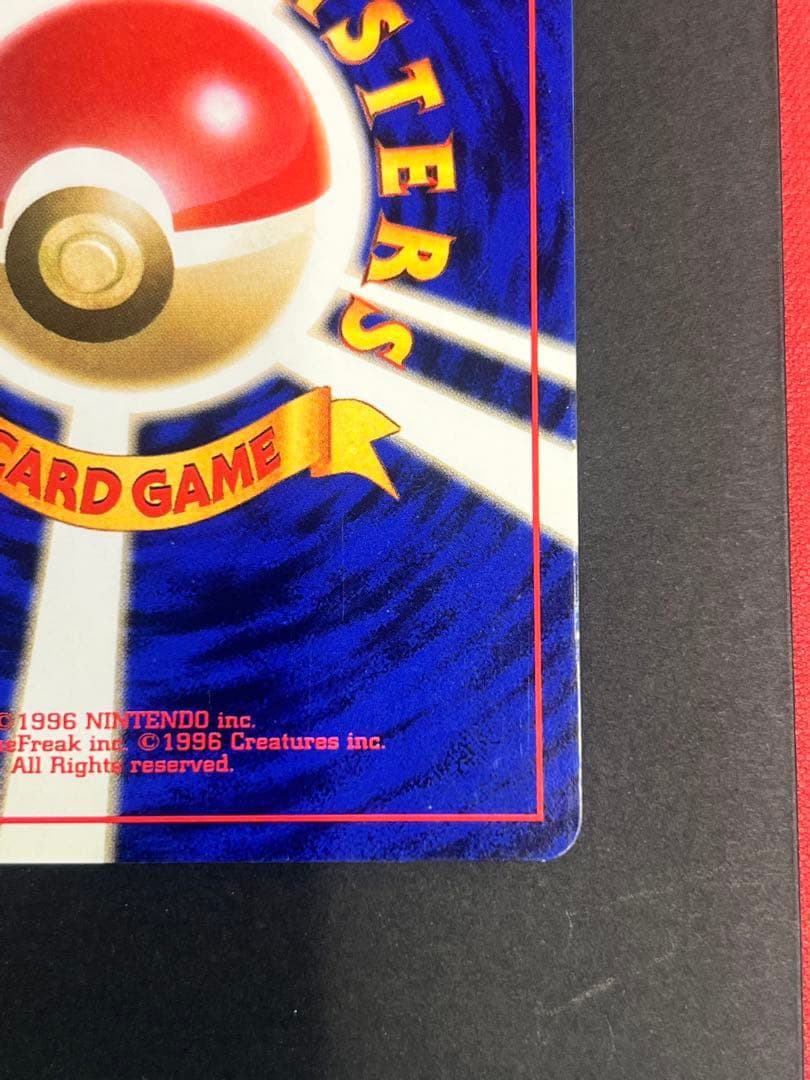 STERS
CARD GAME
©1996 NINTENDO inc.
Freak inc. ©1996 Creatures inc.
All Rights reserved.